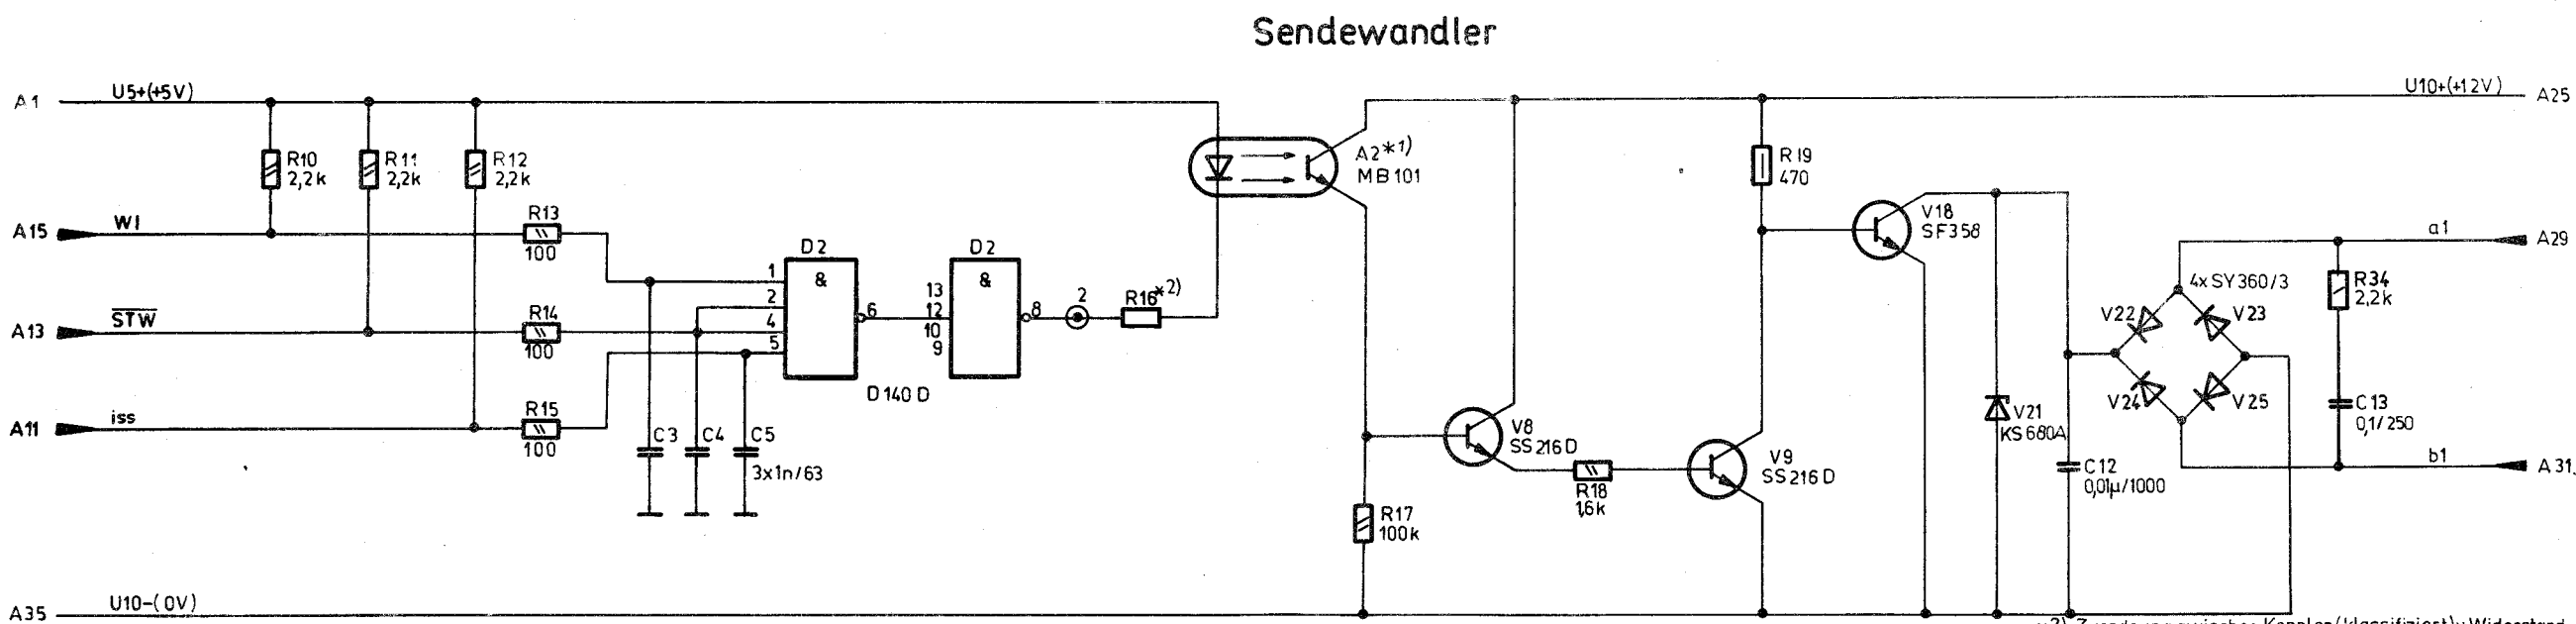 Sendewandler
A1
U5+(+5V)
U10+(+12V)
A25
R10
2,2k
R11
2,2k
R12
2,2k
A2*1)
MB101
R19
470
A15
WI
R13
100
V18
SF358
a1
A29
D2
&
D2
&
4xSY360/3
R34
2,2k
1
2
4
5
6
13
12
10
9
8
2
R16*2)
V22
V23
A13
STW
R14
100
D140D
V24
V25
C13
0,1/250
V21
KS680A
A11
iss
R15
100
C3
C4
C5
3x1n/63
V8
SS216D
V9
SS216D
R18
1,6k
C12
0,01µ/1000
b1
A31
R17
100k
A35
U10-(0V)